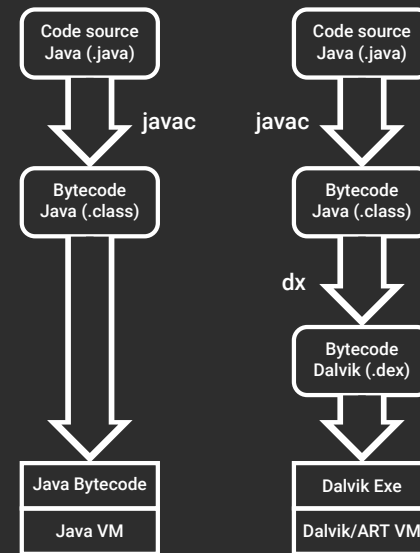 Code source
Java (.java)
javac
Bytecode
Java (.class)
Java Bytecode
Java VM
Code source
Java (.java)
javac
Bytecode
Java (.class)
dx
Bytecode
Dalvik (.dex)
Dalvik Exe
Dalvik/ART VM